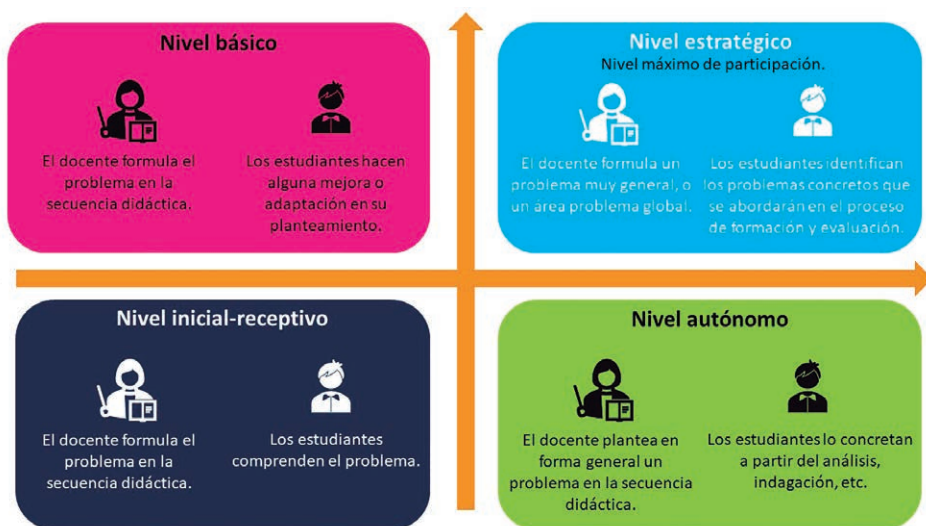 Nivel básico
El docente formula el
problema en la
secuencia didáctica.
Los estudiantes hacen
alguna mejora o
adaptación en su
planteamiento.
Nivel estratégico
Nivel máximo de participación.
El docente formula un
problema muy general, o
un área problema global.
Los estudiantes identifican
los problemas concretos que
se abordarán en el proceso
de formación y evaluación.
Nivel inicial-receptivo
El docente formula el
problema en la
secuencia didáctica.
Los estudiantes
comprenden el problema.
Nivel autónomo
El docente plantea en
forma general un
problema en la secuencia
didáctica.
Los estudiantes lo concretan
a partir del análisis,
indagación, etc.